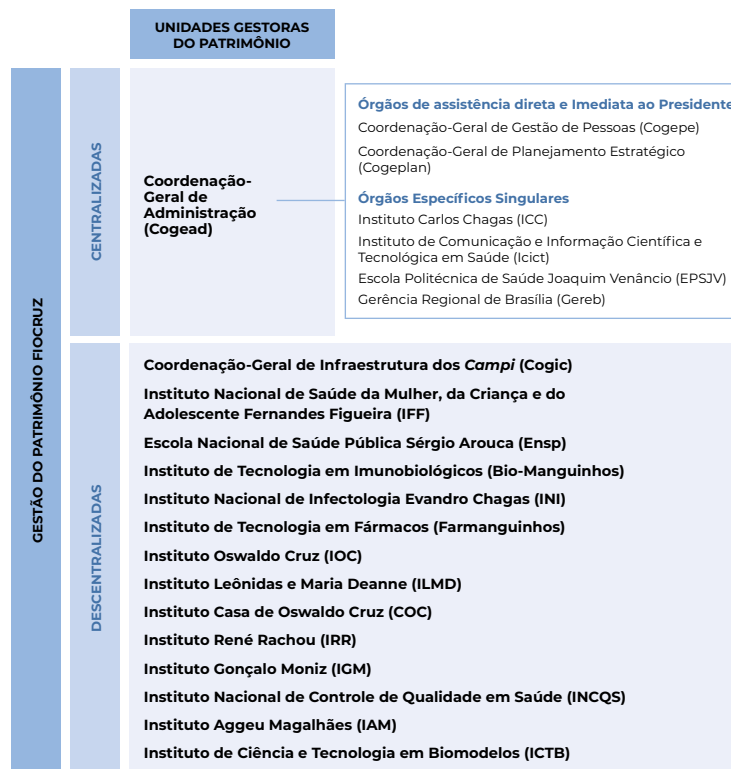 UNIDADES GESTORAS
DO PATRIMÔNIO
GESTÃO DO PATRIMÔNIO FIOCRUZ
CENTRALIZADAS
Coordenação-
Geral de
Administração
(Cogead)
Órgãos de assistência direta e Imediata ao Presidente
Coordenação-Geral de Gestão de Pessoas (Cogepe)
Coordenação-Geral de Planejamento Estratégico
(Cogeplan)
Órgãos Específicos Singulares
Instituto Carlos Chagas (ICC)
Instituto de Comunicação e Informação Científica e
Tecnológica em Saúde (Icict)
Escola Politécnica de Saúde Joaquim Venâncio (EPSJV)
Gerência Regional de Brasília (Gereb)
DESCENTRALIZADAS
Coordenação-Geral de Infraestrutura dos Campi (Cogic)
Instituto Nacional de Saúde da Mulher, da Criança e do
Adolescente Fernandes Figueira (IFF)
Escola Nacional de Saúde Pública Sérgio Arouca (Ensp)
Instituto de Tecnologia em Imunobiológicos (Bio-Manguinhos)
Instituto Nacional de Infectologia Evandro Chagas (INI)
Instituto de Tecnologia em Fármacos (Farmanguinhos)
Instituto Oswaldo Cruz (IOC)
Instituto Leônidas e Maria Deanne (ILMD)
Instituto Casa de Oswaldo Cruz (COC)
Instituto René Rachou (IRR)
Instituto Gonçalo Moniz (IGM)
Instituto Nacional de Controle de Qualidade em Saúde (INCQS)
Instituto Aggeu Magalhães (IAM)
Instituto de Ciência e Tecnologia em Biomodelos (ICTB)